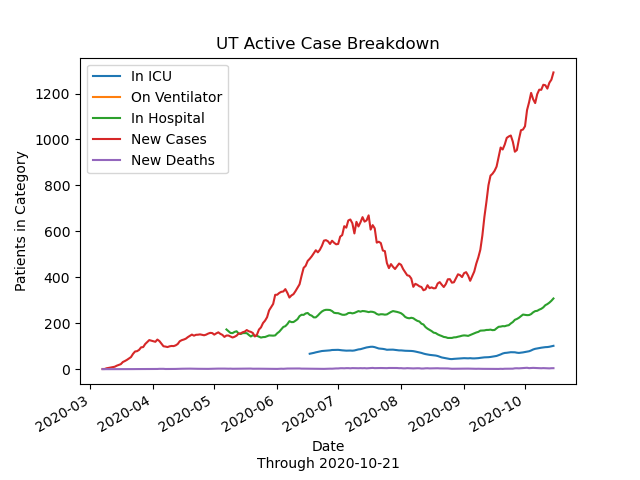 UT Active Case Breakdown
In ICU
On Ventilator
In Hospital
New Cases
New Deaths
Patients in Category
1200
1000
800
600
400
200
0
2020-03
2020-04
2020-05
2020-06
2020-07
2020-08
2020-09
2020-10
Date
Through 2020-10-21